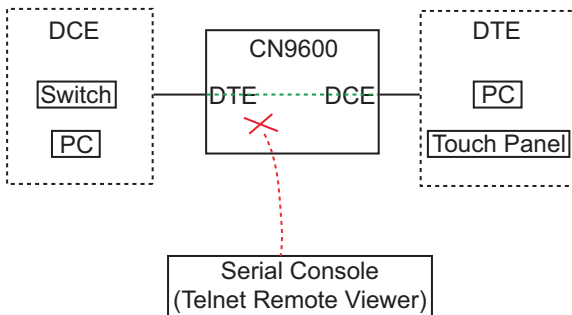 DCE
Switch
PC
CN9600
DTE
DCE
DTE
PC
Touch Panel
Serial Console
(Telnet Remote Viewer)